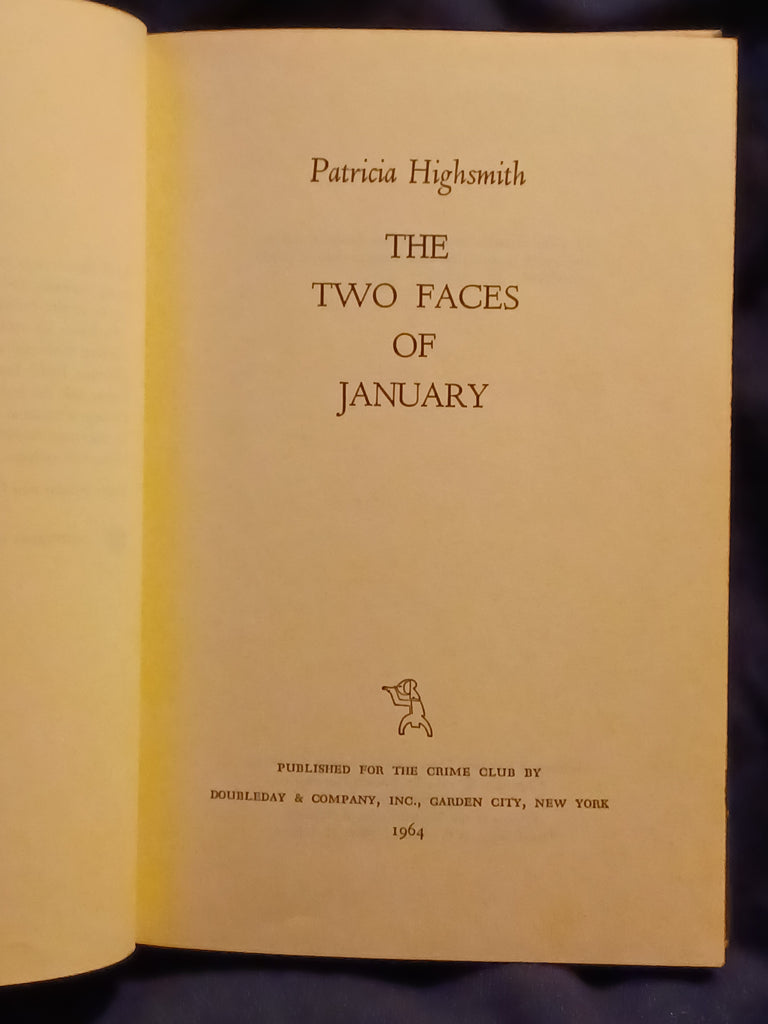 Patricia Highsmith
THE
TWO FACES
OF
JANUARY
PUBLISHED FOR THE CRIME CLUB BY
DOUBLEDAY & COMPANY, INC., GARDEN CITY, NEW YORK
1964